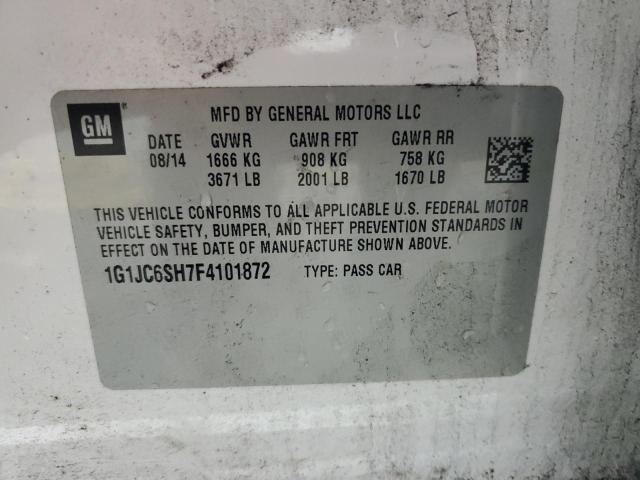 GM
MFD BY GENERAL MOTORS LLC
DATE GVWR GAWR FRT GAWR RR
08/14 1666 KG 908 KG 758 KG
3671 LB 2001 LB 1670 LB
THIS VEHICLE CONFORMS TO ALL APPLICABLE U.S. FEDERAL MOTOR
VEHICLE SAFETY, BUMPER, AND THEFT PREVENTION STANDARDS IN
EFFECT ON THE DATE OF MANUFACTURE SHOWN ABOVE.
1G1JC6SH7F4101872 TYPE: PASS CAR